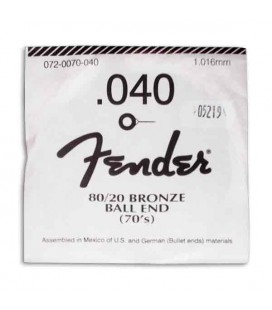 072-0070-040 1.016mm
.040
05219
Fender®
80/20 BRONZE
BALL END
(70's)
Assembled in Mexico of U.S. and German (Bullet ends) materials